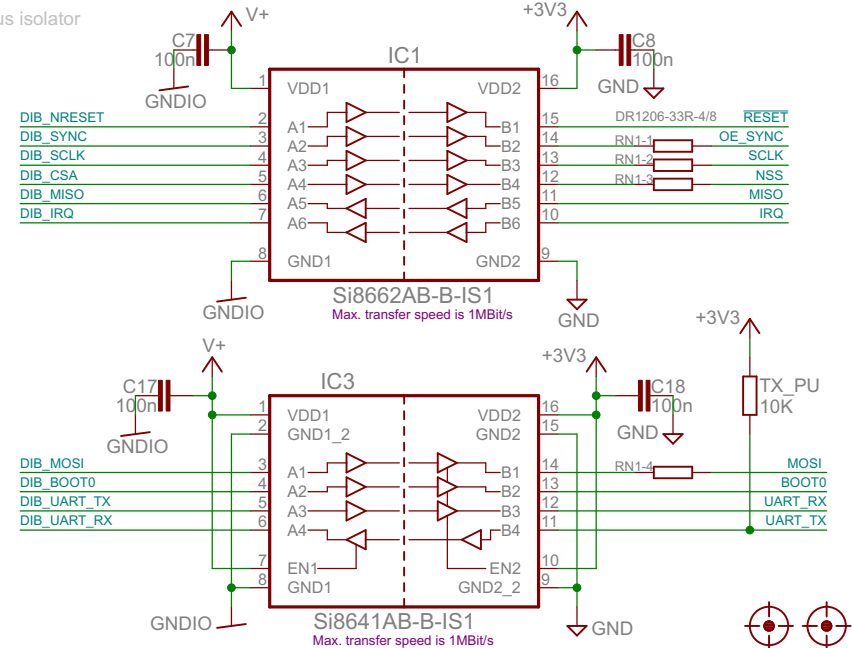 us isolator
V+
+3V3
C7
100n
GNDIO
IC1
C8
100n
GND
1 VDD1 VDD2 16
DIB_NRESET 2 A1 B1 15 DR1206-33R-4/8 RESET
DIB_SYNC 3 A2 B2 14 RN1-1 OE_SYNC
DIB_SCLK 4 A3 B3 13 RN1-2 SCLK
DIB_CSA 5 A4 B4 12 RN1-3 NSS
DIB_MISO 6 A5 B5 11 MISO
DIB_IRQ 7 A6 B6 10 IRQ
8 GND1 GND2 9
GNDIO
Si8662AB-B-IS1
Max. transfer speed is 1MBit/s
GND
+3V3
V+
+3V3
C17
100n
GNDIO
IC3
C18
100n
GND
TX_PU
10K
1 VDD1 VDD2 16
2 GND1_2 GND2 15
DIB_MOSI 3 A1 B1 14 RN1-4 MOSI
DIB_BOOT0 4 A2 B2 13 BOOT0
DIB_UART_TX 5 A3 B3 12 UART_RX
DIB_UART_RX 6 A4 B4 11 UART_TX
7 EN1 EN2 10
8 GND1 GND2_2 9
GNDIO
Si8641AB-B-IS1
Max. transfer speed is 1MBit/s
GND